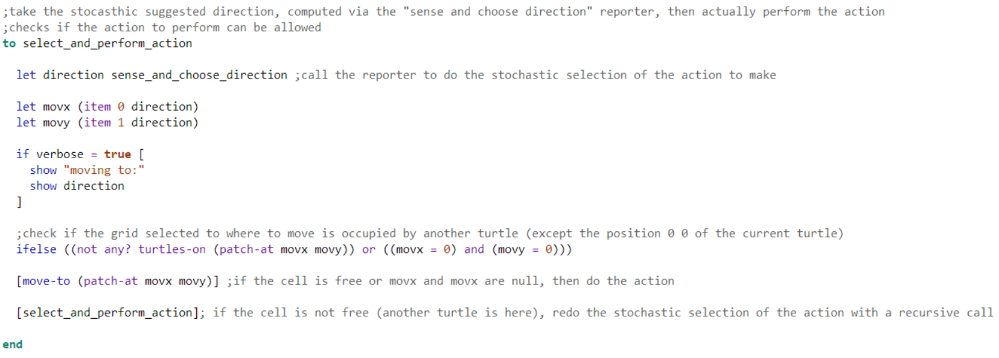 ;take the stocasthic suggested direction, computed via the "sense and choose direction" reporter, then actually perform the action
;checks if the action to perform can be allowed
to select_and_perform_action
let direction sense_and_choose_direction ;call the reporter to do the stochastic selection of the action to make
let movx (item 0 direction)
let movy (item 1 direction)
if verbose = true [
show "moving to:"
show direction
]
;check if the grid selected to where to move is occupied by another turtle (except the position 0 0 of the current turtle)
ifelse ((not any? turtles-on (patch-at movx movy)) or ((movx = 0) and (movy = 0)))
[move-to (patch-at movx movy)] ;if the cell is free or movx and movx are null, then do the action
[select_and_perform_action]; if the cell is not free (another turtle is here), redo the stochastic selection of the action with a recursive call
end